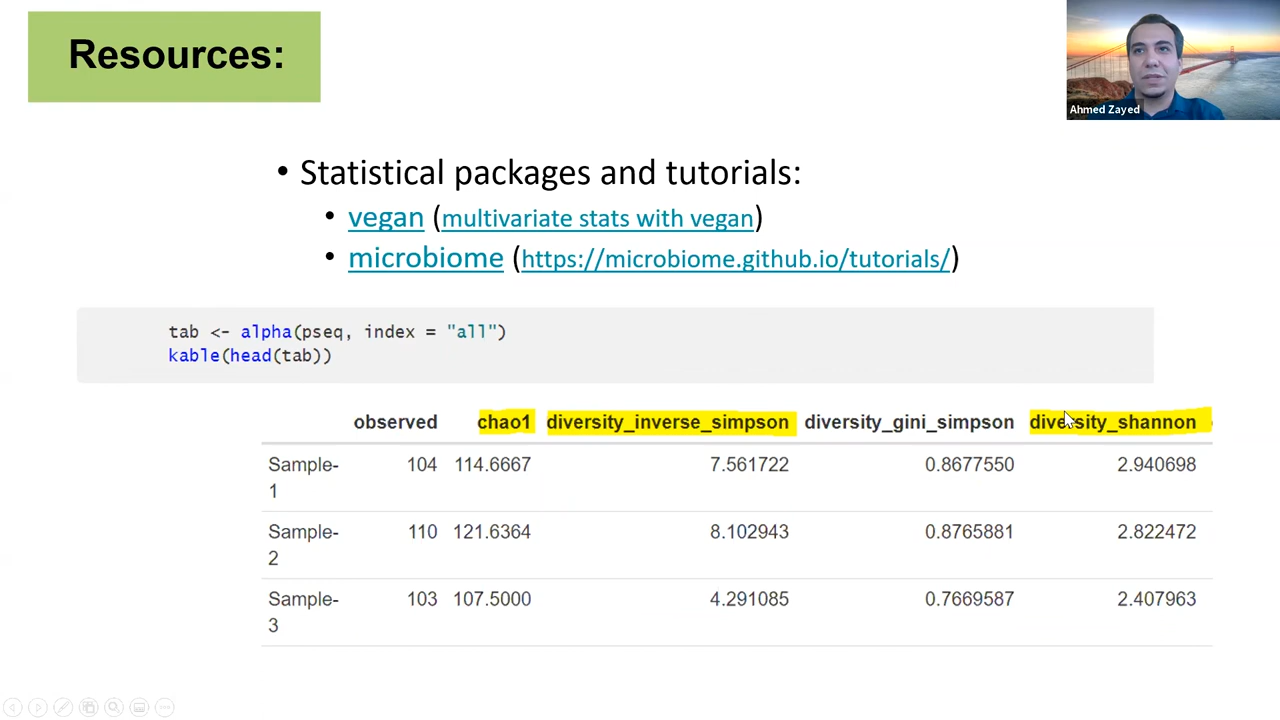 Resources:
Ahmed Zayed
• Statistical packages and tutorials:
• vegan (multivariate stats with vegan)
• microbiome (https://microbiome.github.io/tutorials/)
tab <- alpha(pseq, index = "all")
kable(head(tab))
observed chao1 diversity_inverse_simpson diversity_gini_simpson diversity_shannon
Sample-1 104 114.6667 7.561722 0.8677550 2.940698
Sample-2 110 121.6364 8.102943 0.8765881 2.822472
Sample-3 103 107.5000 4.291085 0.7669587 2.407963